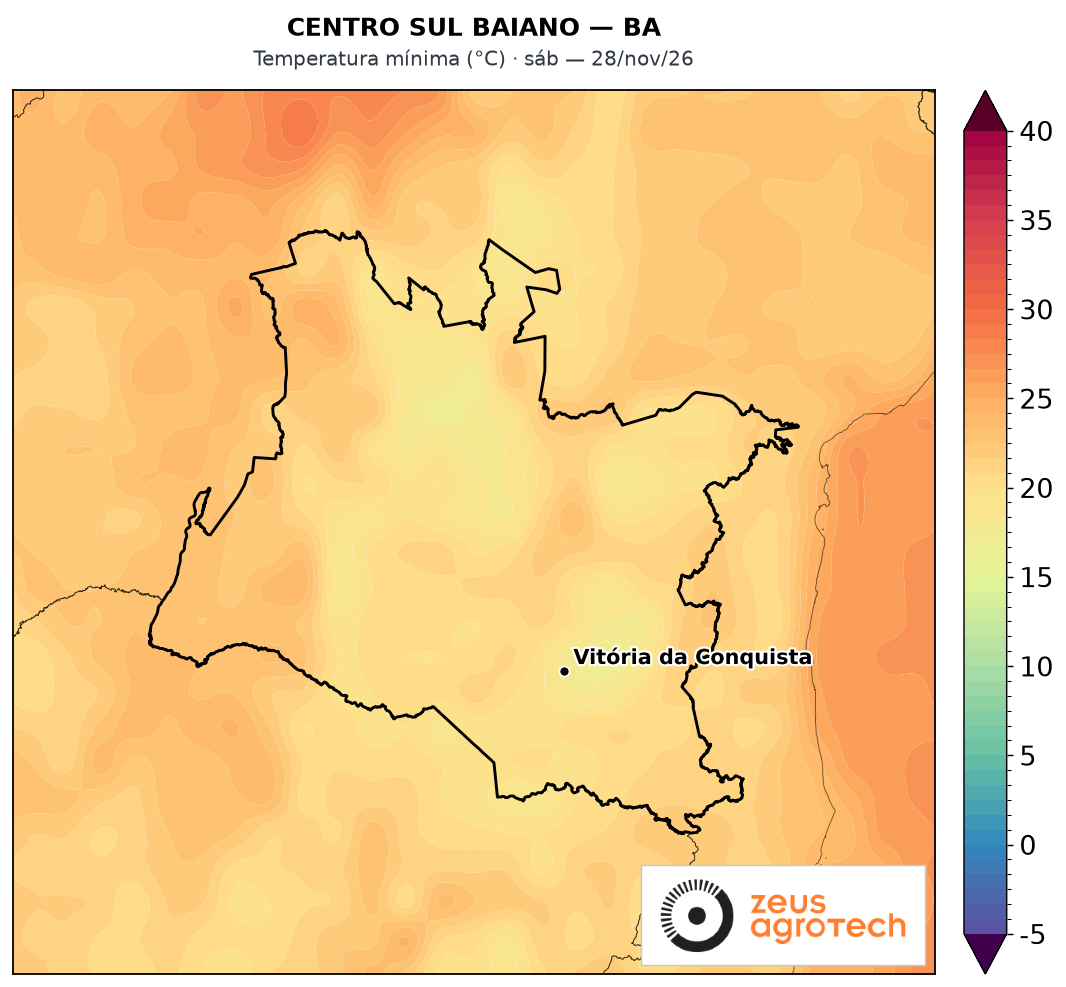 CENTRO SUL BAIANO — BA
Temperatura mínima (°C) · sáb — 28/nov/26
40
35
30
25
20
15
10
5
0
-5
Vitória da Conquista
zeus
agrotech